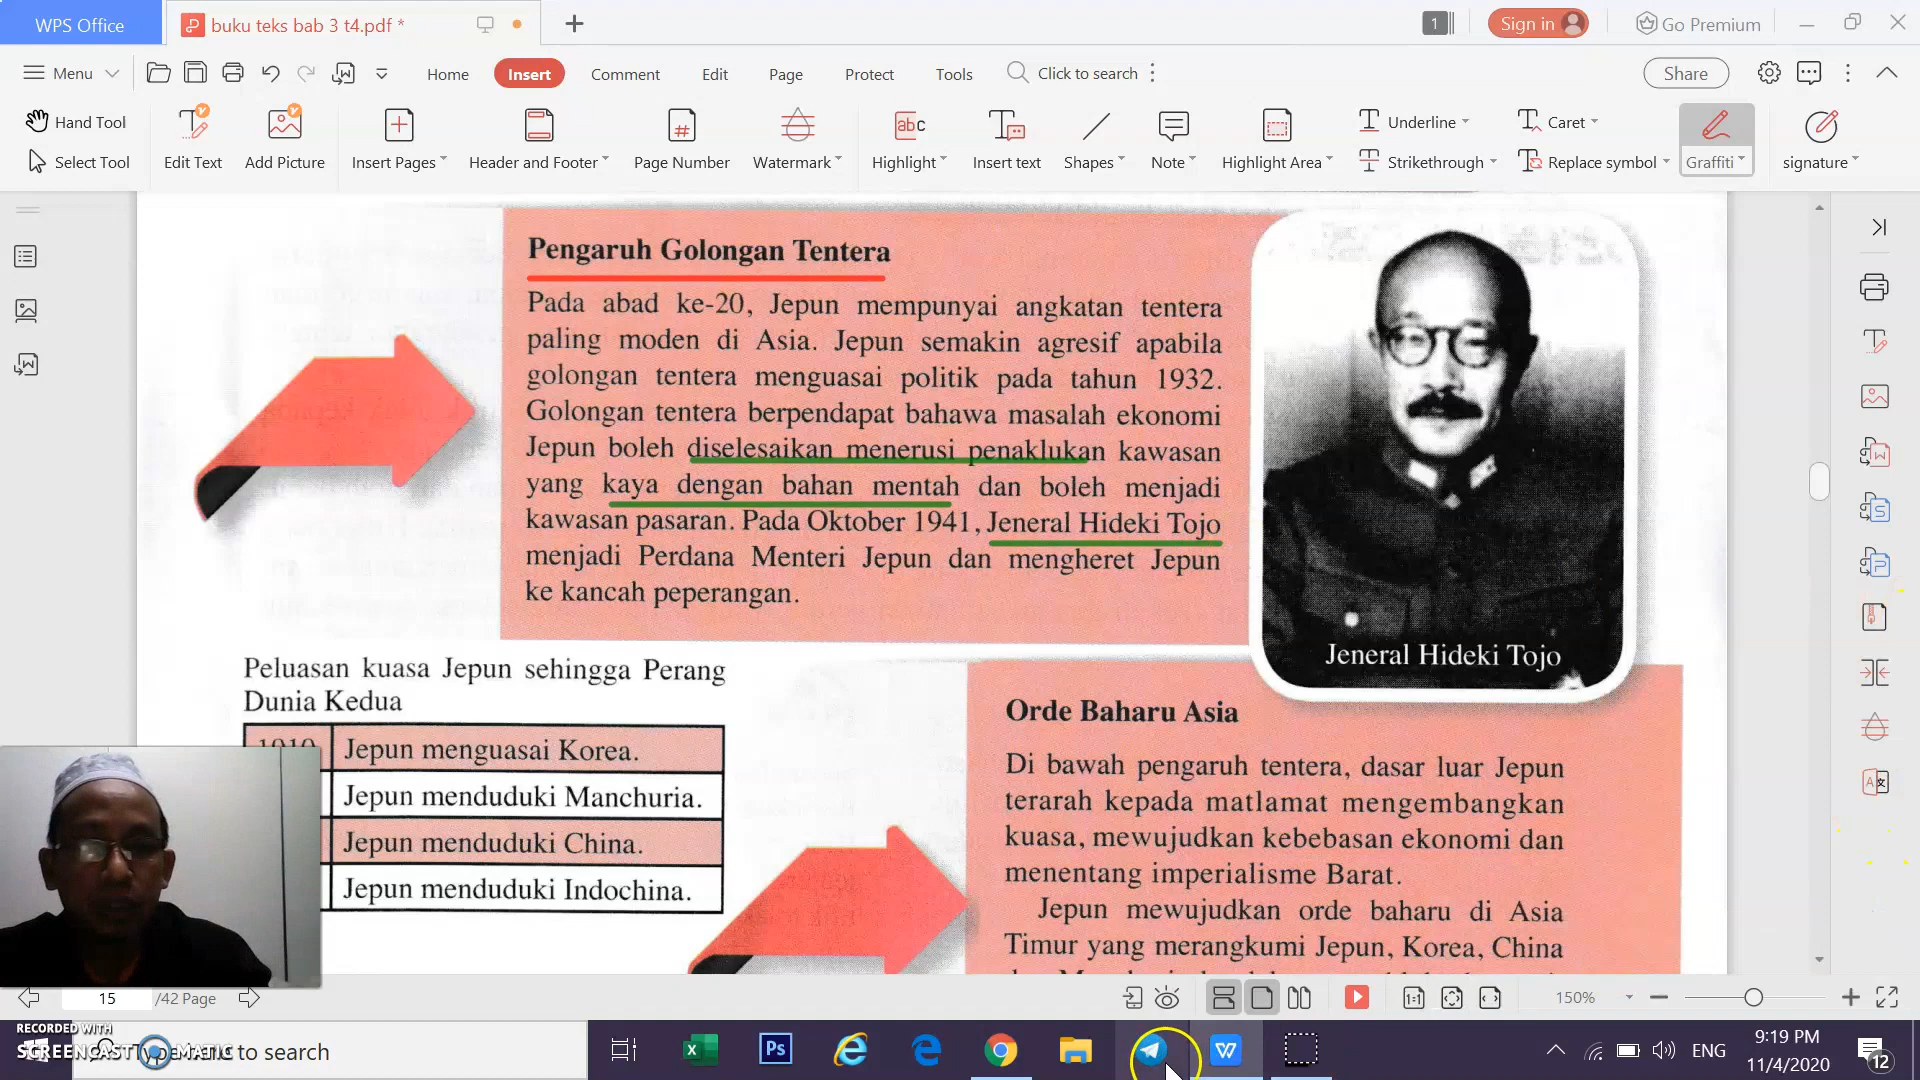 WPS Office
buku teks bab 3 t4.pdf *
1
Sign in
Go Premium
Menu
Home
Insert
Comment
Edit
Page
Protect
Tools
Click to search
Share
Hand Tool
Select Tool
Edit Text
Add Picture
Insert Pages
Header and Footer
Page Number
Watermark
Highlight
Insert text
Shapes
Note
Highlight Area
Underline
Strikethrough
Caret
Replace symbol
Graffiti
signature
Pengaruh Golongan Tentera
Pada abad ke-20, Jepun mempunyai angkatan tentera
paling moden di Asia. Jepun semakin agresif apabila
golongan tentera menguasai politik pada tahun 1932.
Golongan tentera berpendapat bahawa masalah ekonomi
Jepun boleh diselesaikan menerusi penaklukan kawasan
yang kaya dengan bahan mentah dan boleh menjadi
kawasan pasaran. Pada Oktober 1941, Jeneral Hideki Tojo
menjadi Perdana Menteri Jepun dan mengheret Jepun
ke kancah peperangan.
Jeneral Hideki Tojo
Peluasan kuasa Jepun sehingga Perang
Dunia Kedua
1910 Jepun menguasai Korea.
Jepun menduduki Manchuria.
Jepun menduduki China.
Jepun menduduki Indochina.
Orde Baharu Asia
Di bawah pengaruh tentera, dasar luar Jepun
terarah kepada matlamat mengembangkan
kuasa, mewujudkan kebebasan ekonomi dan
menentang imperialisme Barat.
Jepun mewujudkan orde baharu di Asia
Timur yang merangkumi Jepun, Korea, China
15
/42 Page
150%
RECORDED WITH
SCREENCAST MATIC
to search
ENG
9:19 PM
11/4/2020
12